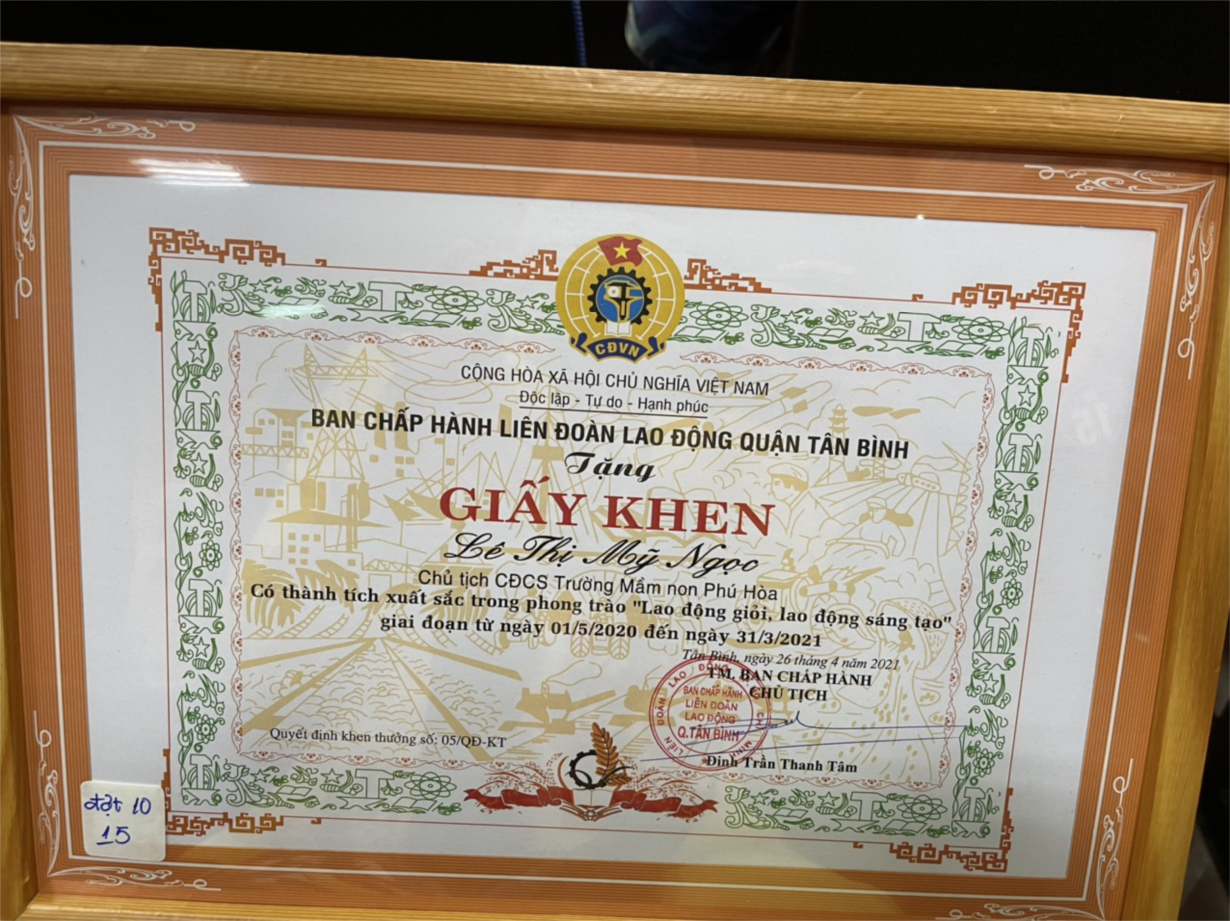 CĐVN
CỘNG HÒA XÃ HỘI CHỦ NGHĨA VIỆT NAM
Độc lập - Tự do - Hạnh phúc
BAN CHẤP HÀNH LIÊN ĐOÀN LAO ĐỘNG QUẬN TÂN BÌNH
Tặng
GIẤY KHEN
Lê Thị Mỹ Ngọc
Chủ tịch CĐCS Trường Mầm non Phú Hòa
Có thành tích xuất sắc trong phong trào "Lao động giỏi, lao động sáng tạo"
giai đoạn từ ngày 01/5/2020 đến ngày 31/3/2021
Tân Bình, ngày 26 tháng 4 năm 2021
TM. BAN CHẤP HÀNH
CHỦ TỊCH
LIÊN ĐOÀN LAO ĐỘNG
BAN CHẤP HÀNH
LIÊN ĐOÀN
LAO ĐỘNG
Q.TÂN BÌNH
Quyết định khen thưởng số: 05/QĐ-KT
Đinh Trần Thanh Tâm
đạt 10
15